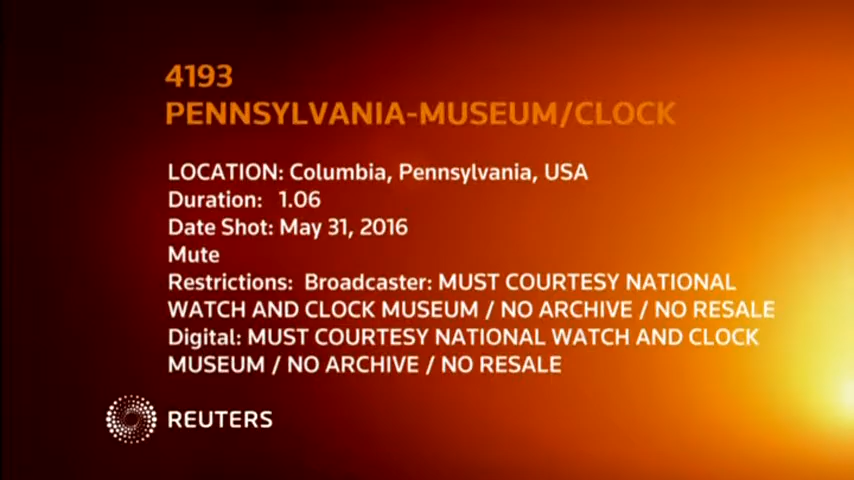 4193
PENNSYLVANIA-MUSEUM/CLOCK
LOCATION: Columbia, Pennsylvania, USA
Duration: 1.06
Date Shot: May 31, 2016
Mute
Restrictions: Broadcaster: MUST COURTESY NATIONAL
WATCH AND CLOCK MUSEUM / NO ARCHIVE / NO RESALE
Digital: MUST COURTESY NATIONAL WATCH AND CLOCK
MUSEUM / NO ARCHIVE / NO RESALE
REUTERS